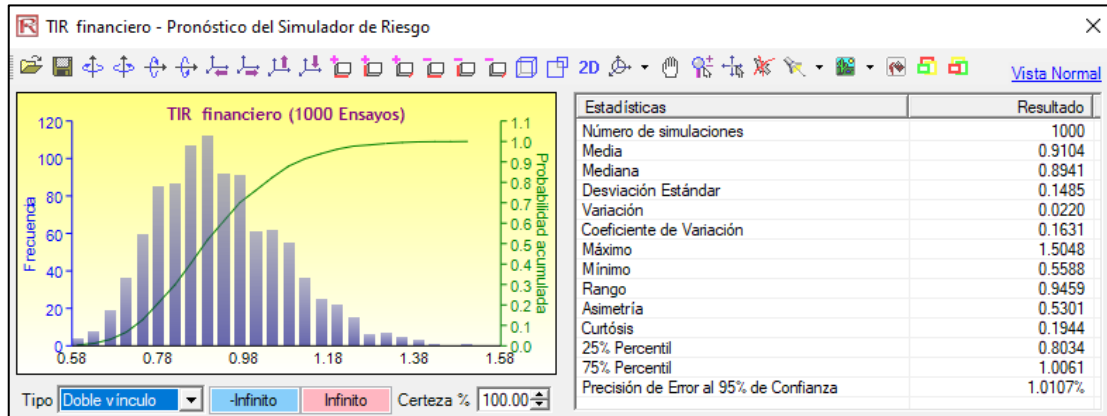 TIR financiero - Pronóstico del Simulador de Riesgo
2D
Vista Normal
TIR financiero (1000 Ensayos)
120
100
80
60
40
20
0
Frecuencia
0.58
0.78
0.98
1.18
1.38
1.58
1.1
1.0
0.9
0.8
0.7
0.6
0.5
0.4
0.3
0.2
0.1
0.0
Probabilidad acumulada
Tipo Doble vínculo -Infinito Infinito Certeza % 100.00
Estadísticas Resultado
Número de simulaciones 1000
Media 0.9104
Mediana 0.8941
Desviación Estándar 0.1485
Variación 0.0220
Coeficiente de Variación 0.1631
Máximo 1.5048
Mínimo 0.5588
Rango 0.9459
Asimetría 0.5301
Curtósis 0.1944
25% Percentil 0.8034
75% Percentil 1.0061
Precisión de Error al 95% de Confianza 1.0107%